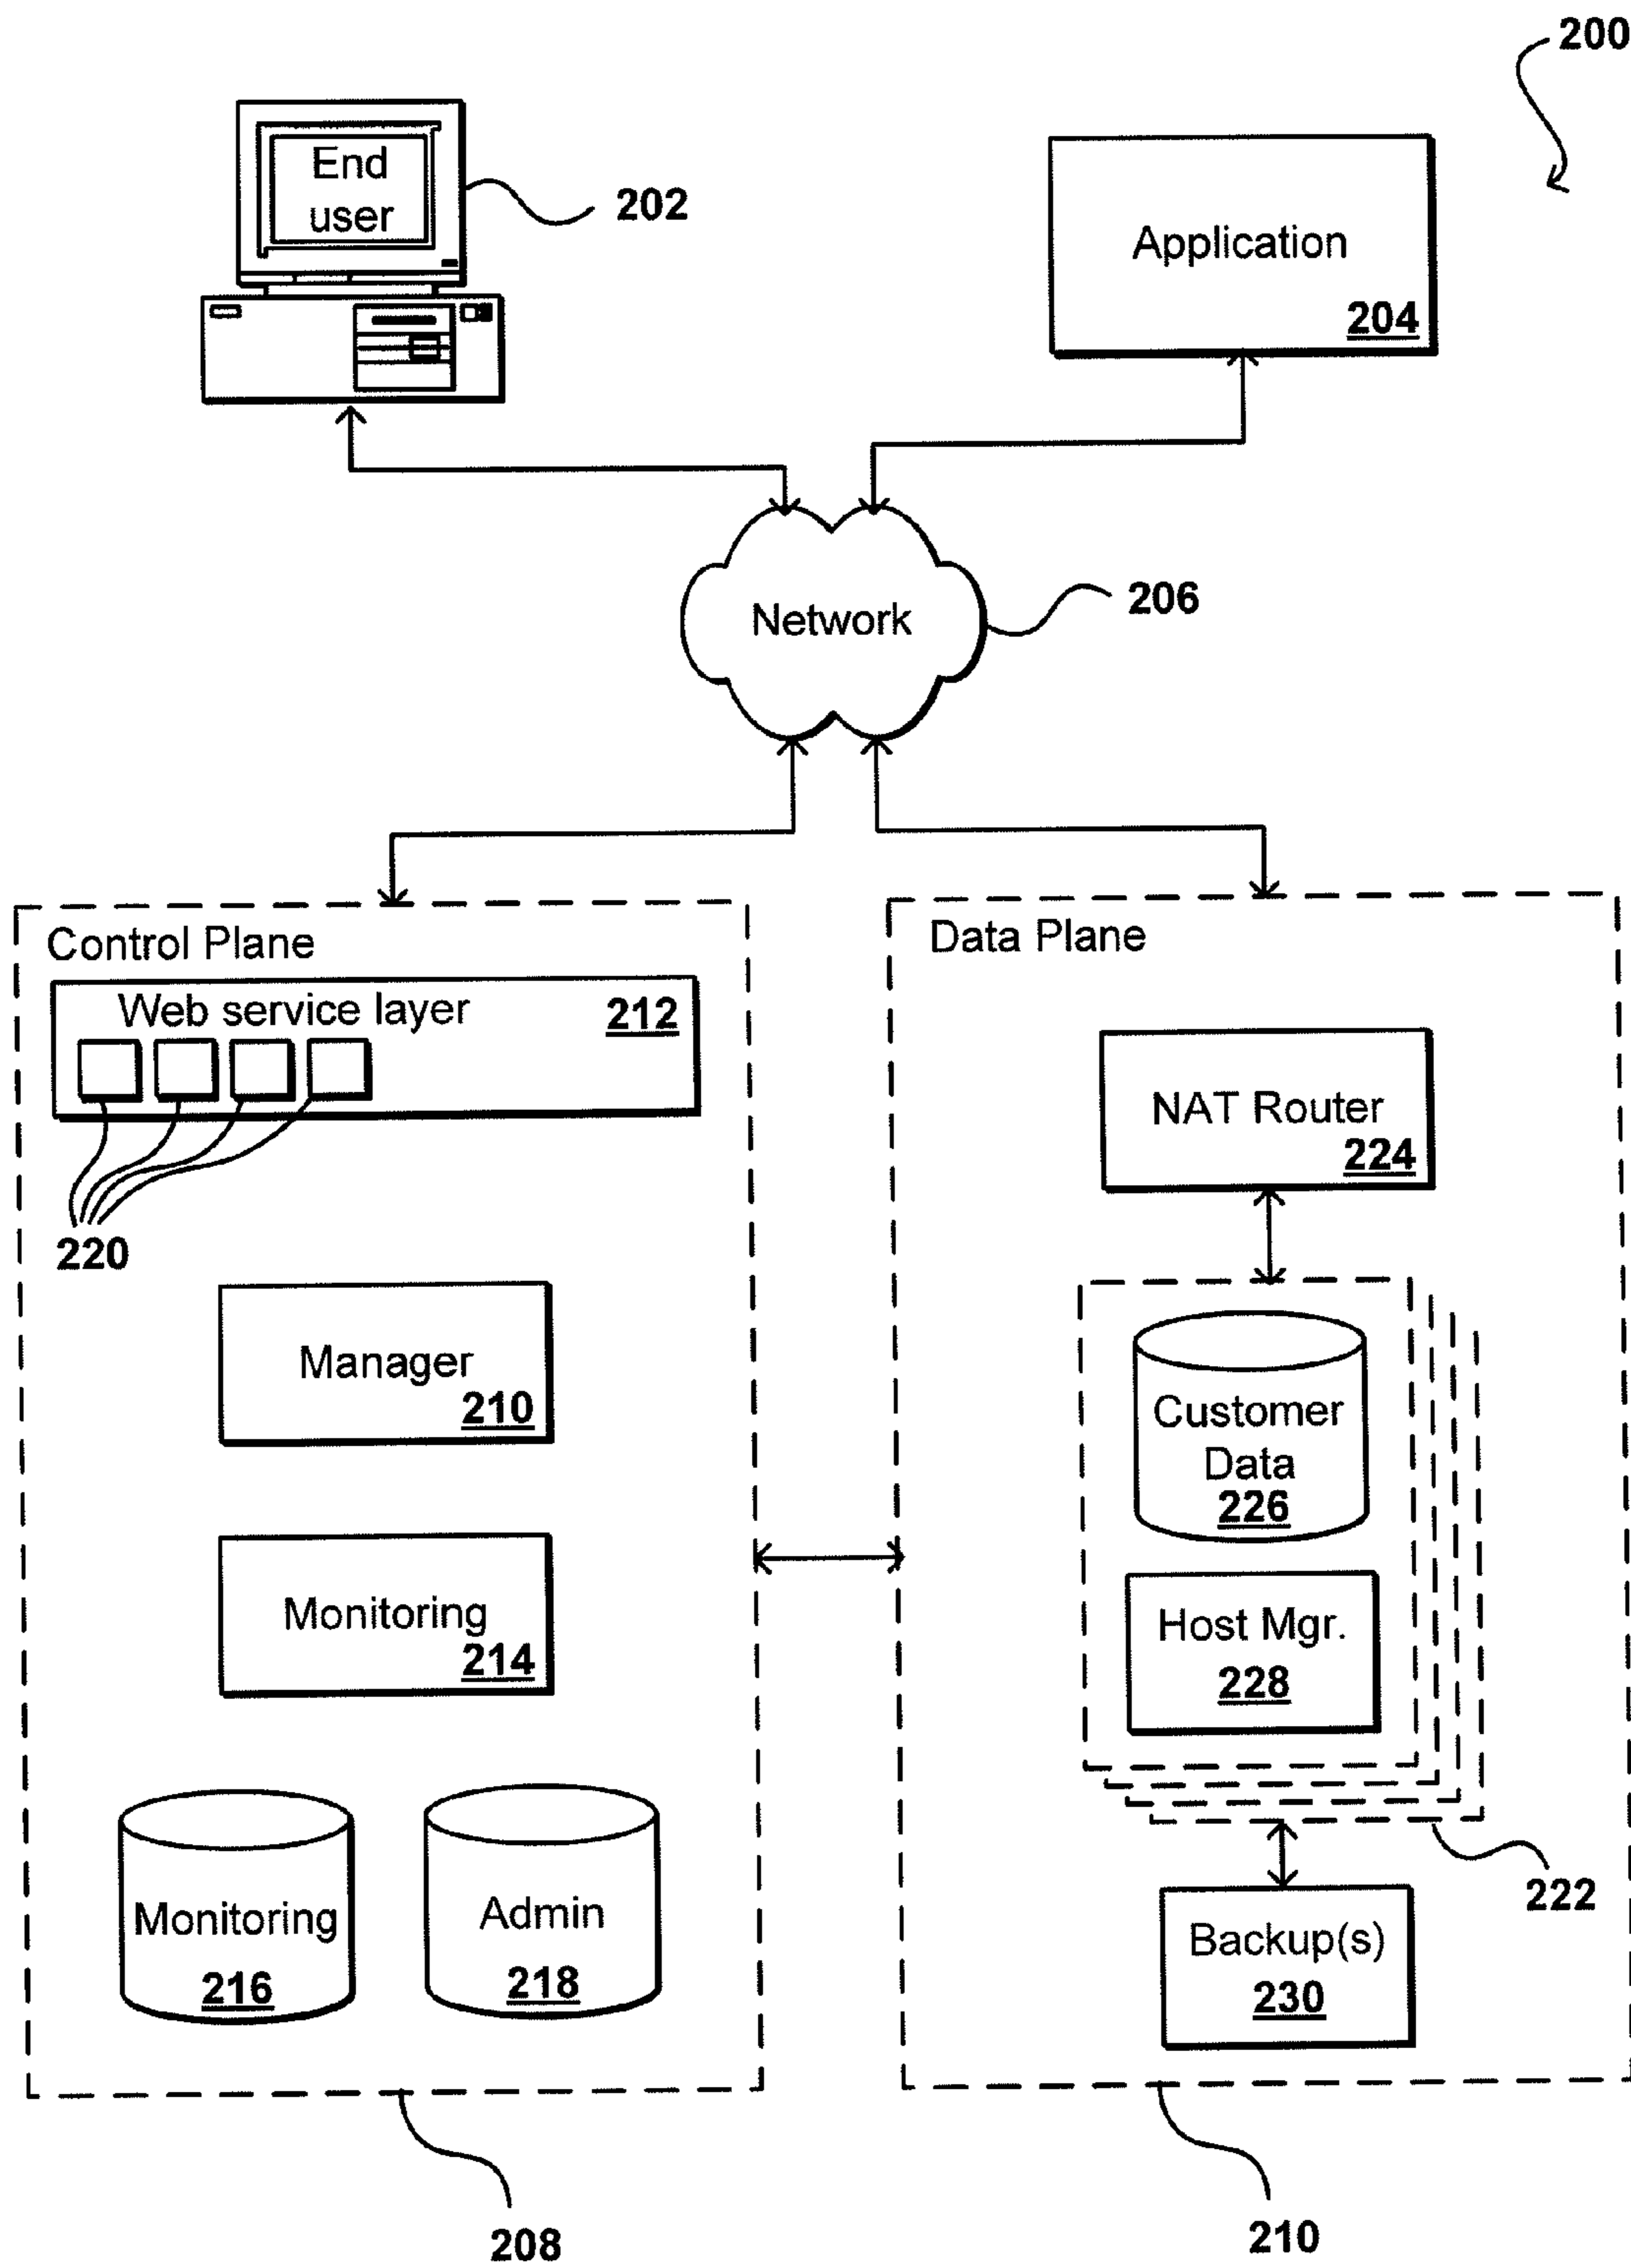 200
End
user
202
Application
204
Network
206
Control Plane
Web service layer
212
220
Manager
210
Monitoring
214
Monitoring
216
Admin
218
208
Data Plane
NAT Router
224
Customer
Data
226
Host Mgr.
228
222
Backup(s)
230
210